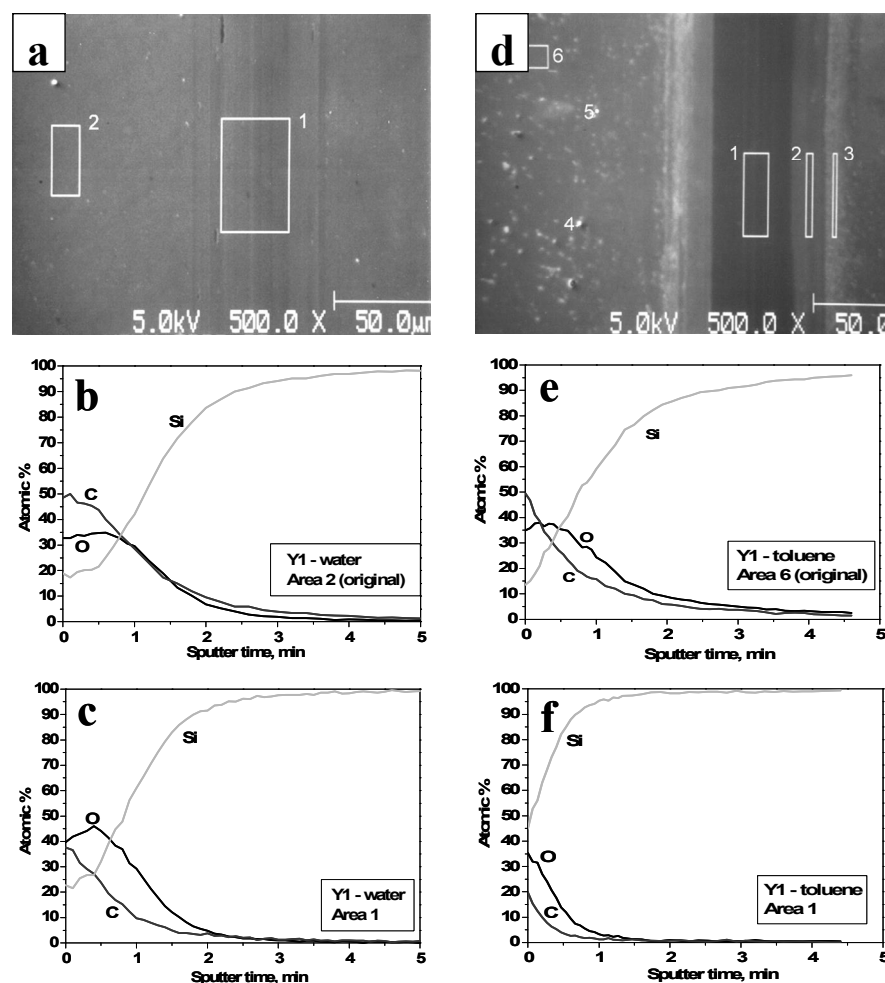 a
2
1
5.0kV 500.0 X 50.0μm
d
6
5
1
2
3
4
5.0kV 500.0 X 50.0
b
100
90
80
70
60
50
40
30
20
10
0
Atomic %
Si
C
O
Y1 - water
Area 2 (original)
0 1 2 3 4 5
Sputter time, min
e
100
90
80
70
60
50
40
30
20
10
0
Atomic %
Si
O
C
Y1 - toluene
Area 6 (original)
0 1 2 3 4 5
Sputter time, min
c
100
90
80
70
60
50
40
30
20
10
0
Atomic %
Si
O
C
Y1 - water
Area 1
0 1 2 3 4 5
Sputter time, min
f
100
90
80
70
60
50
40
30
20
10
0
Atomic %
Si
O
C
Y1 - toluene
Area 1
0 1 2 3 4 5
Sputter time, min